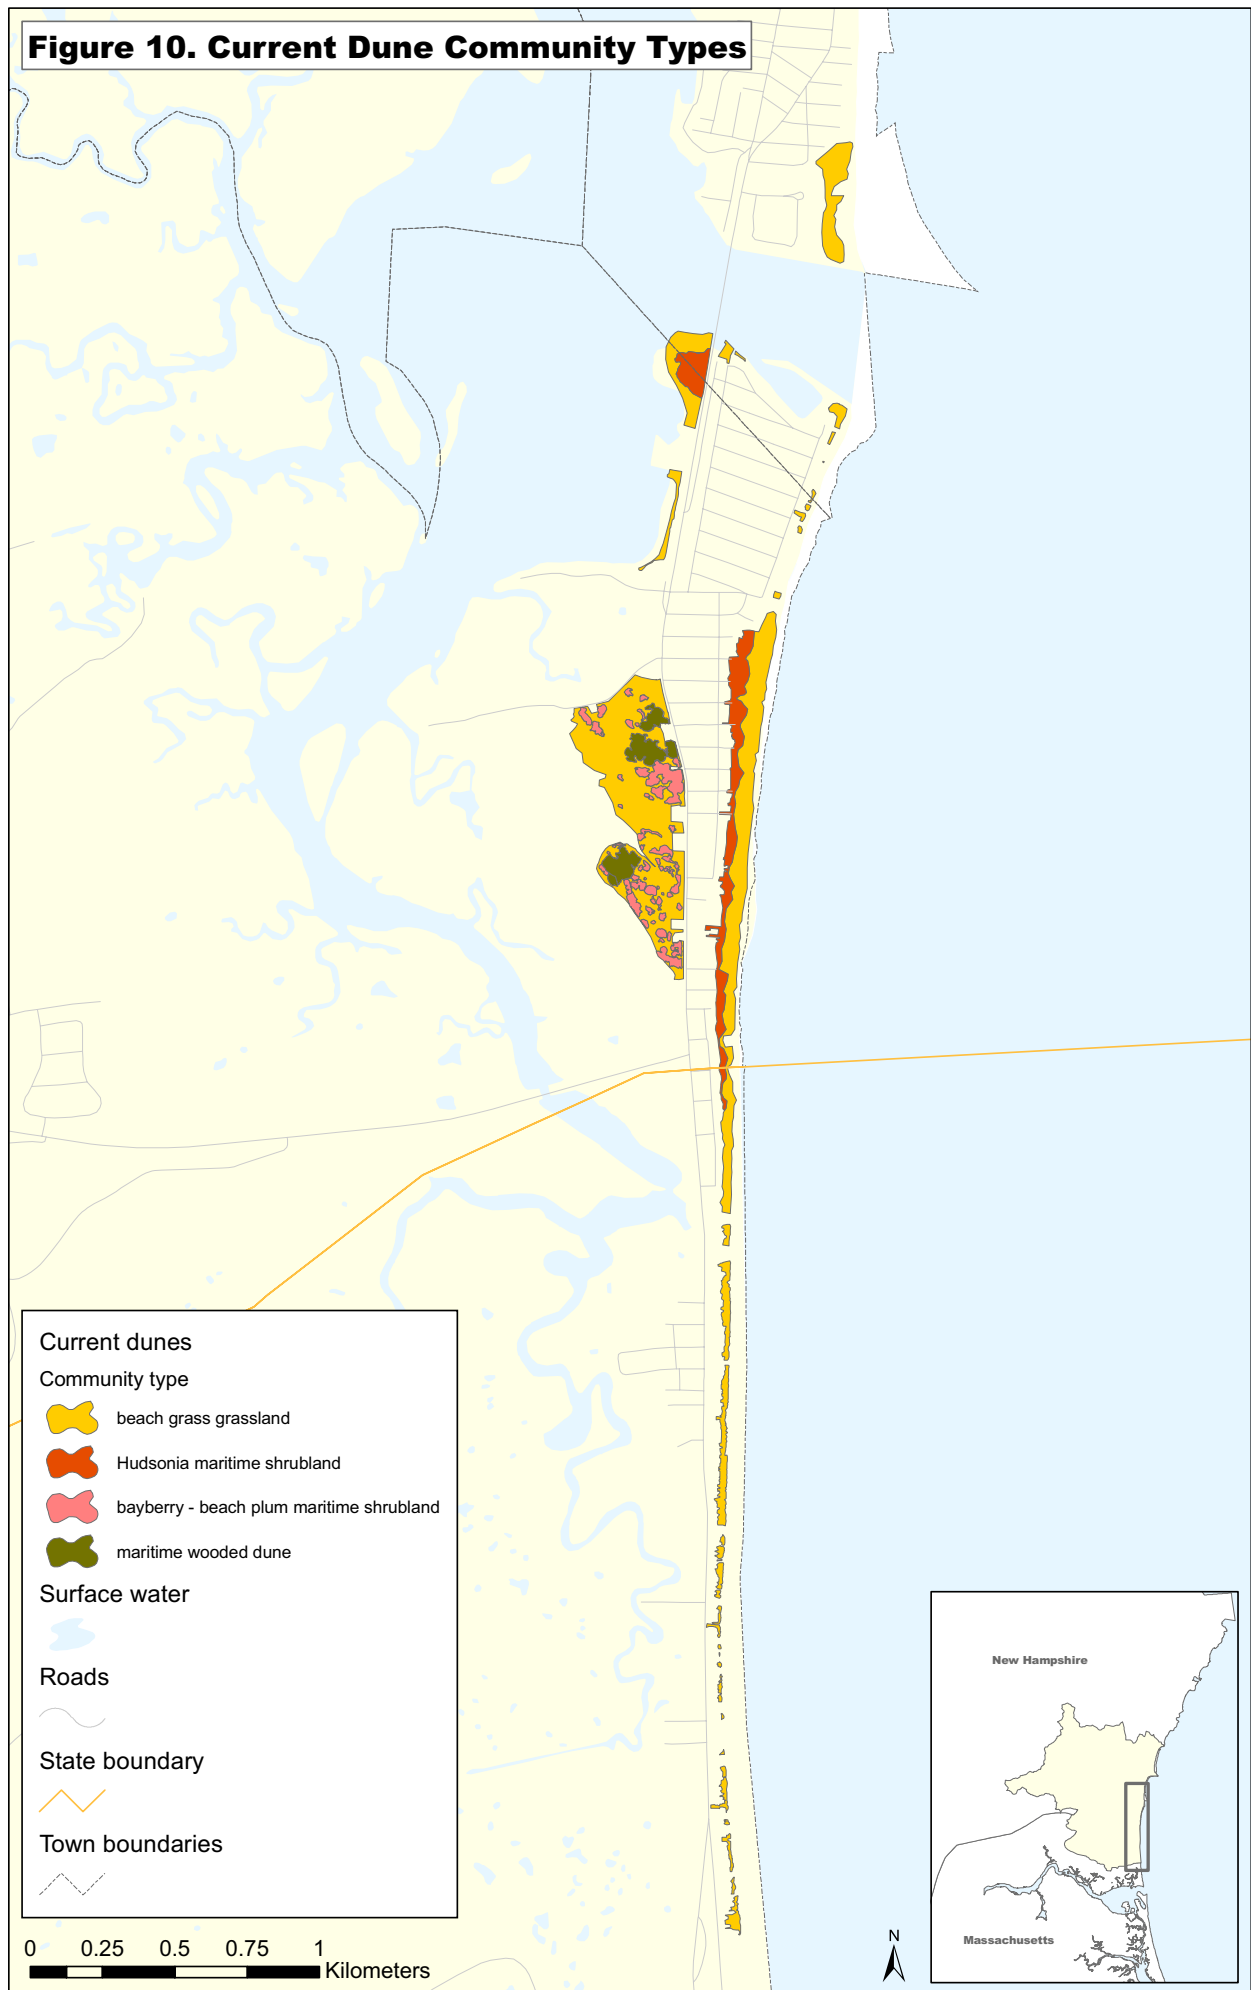 Figure 10. Current Dune Community Types
Current dunes
Community type
beach grass grassland
Hudsonia maritime shrubland
bayberry - beach plum maritime shrubland
maritime wooded dune
Surface water
Roads
State boundary
Town boundaries
0 0.25 0.5 0.75 1
Kilometers
N
New Hampshire
Massachusetts